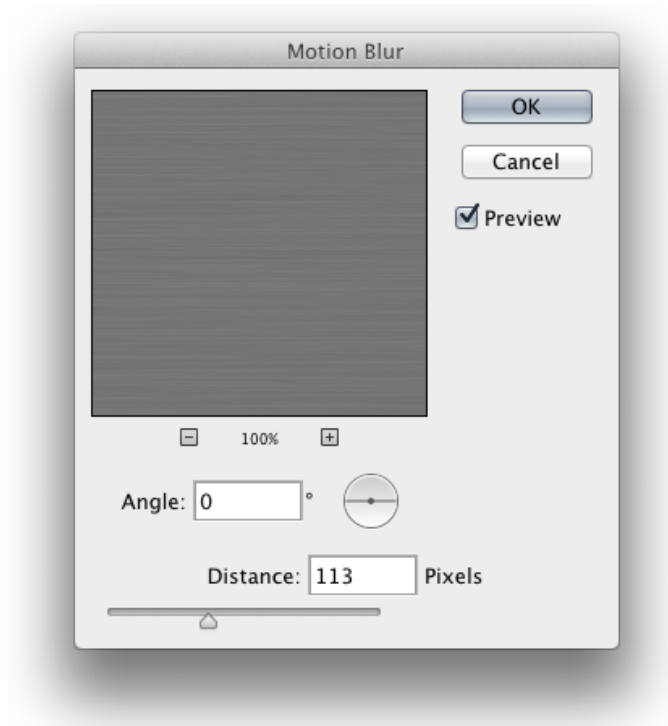 Motion Blur
OK
Cancel
Preview
100%
Angle: 0 °
Distance: 113 Pixels